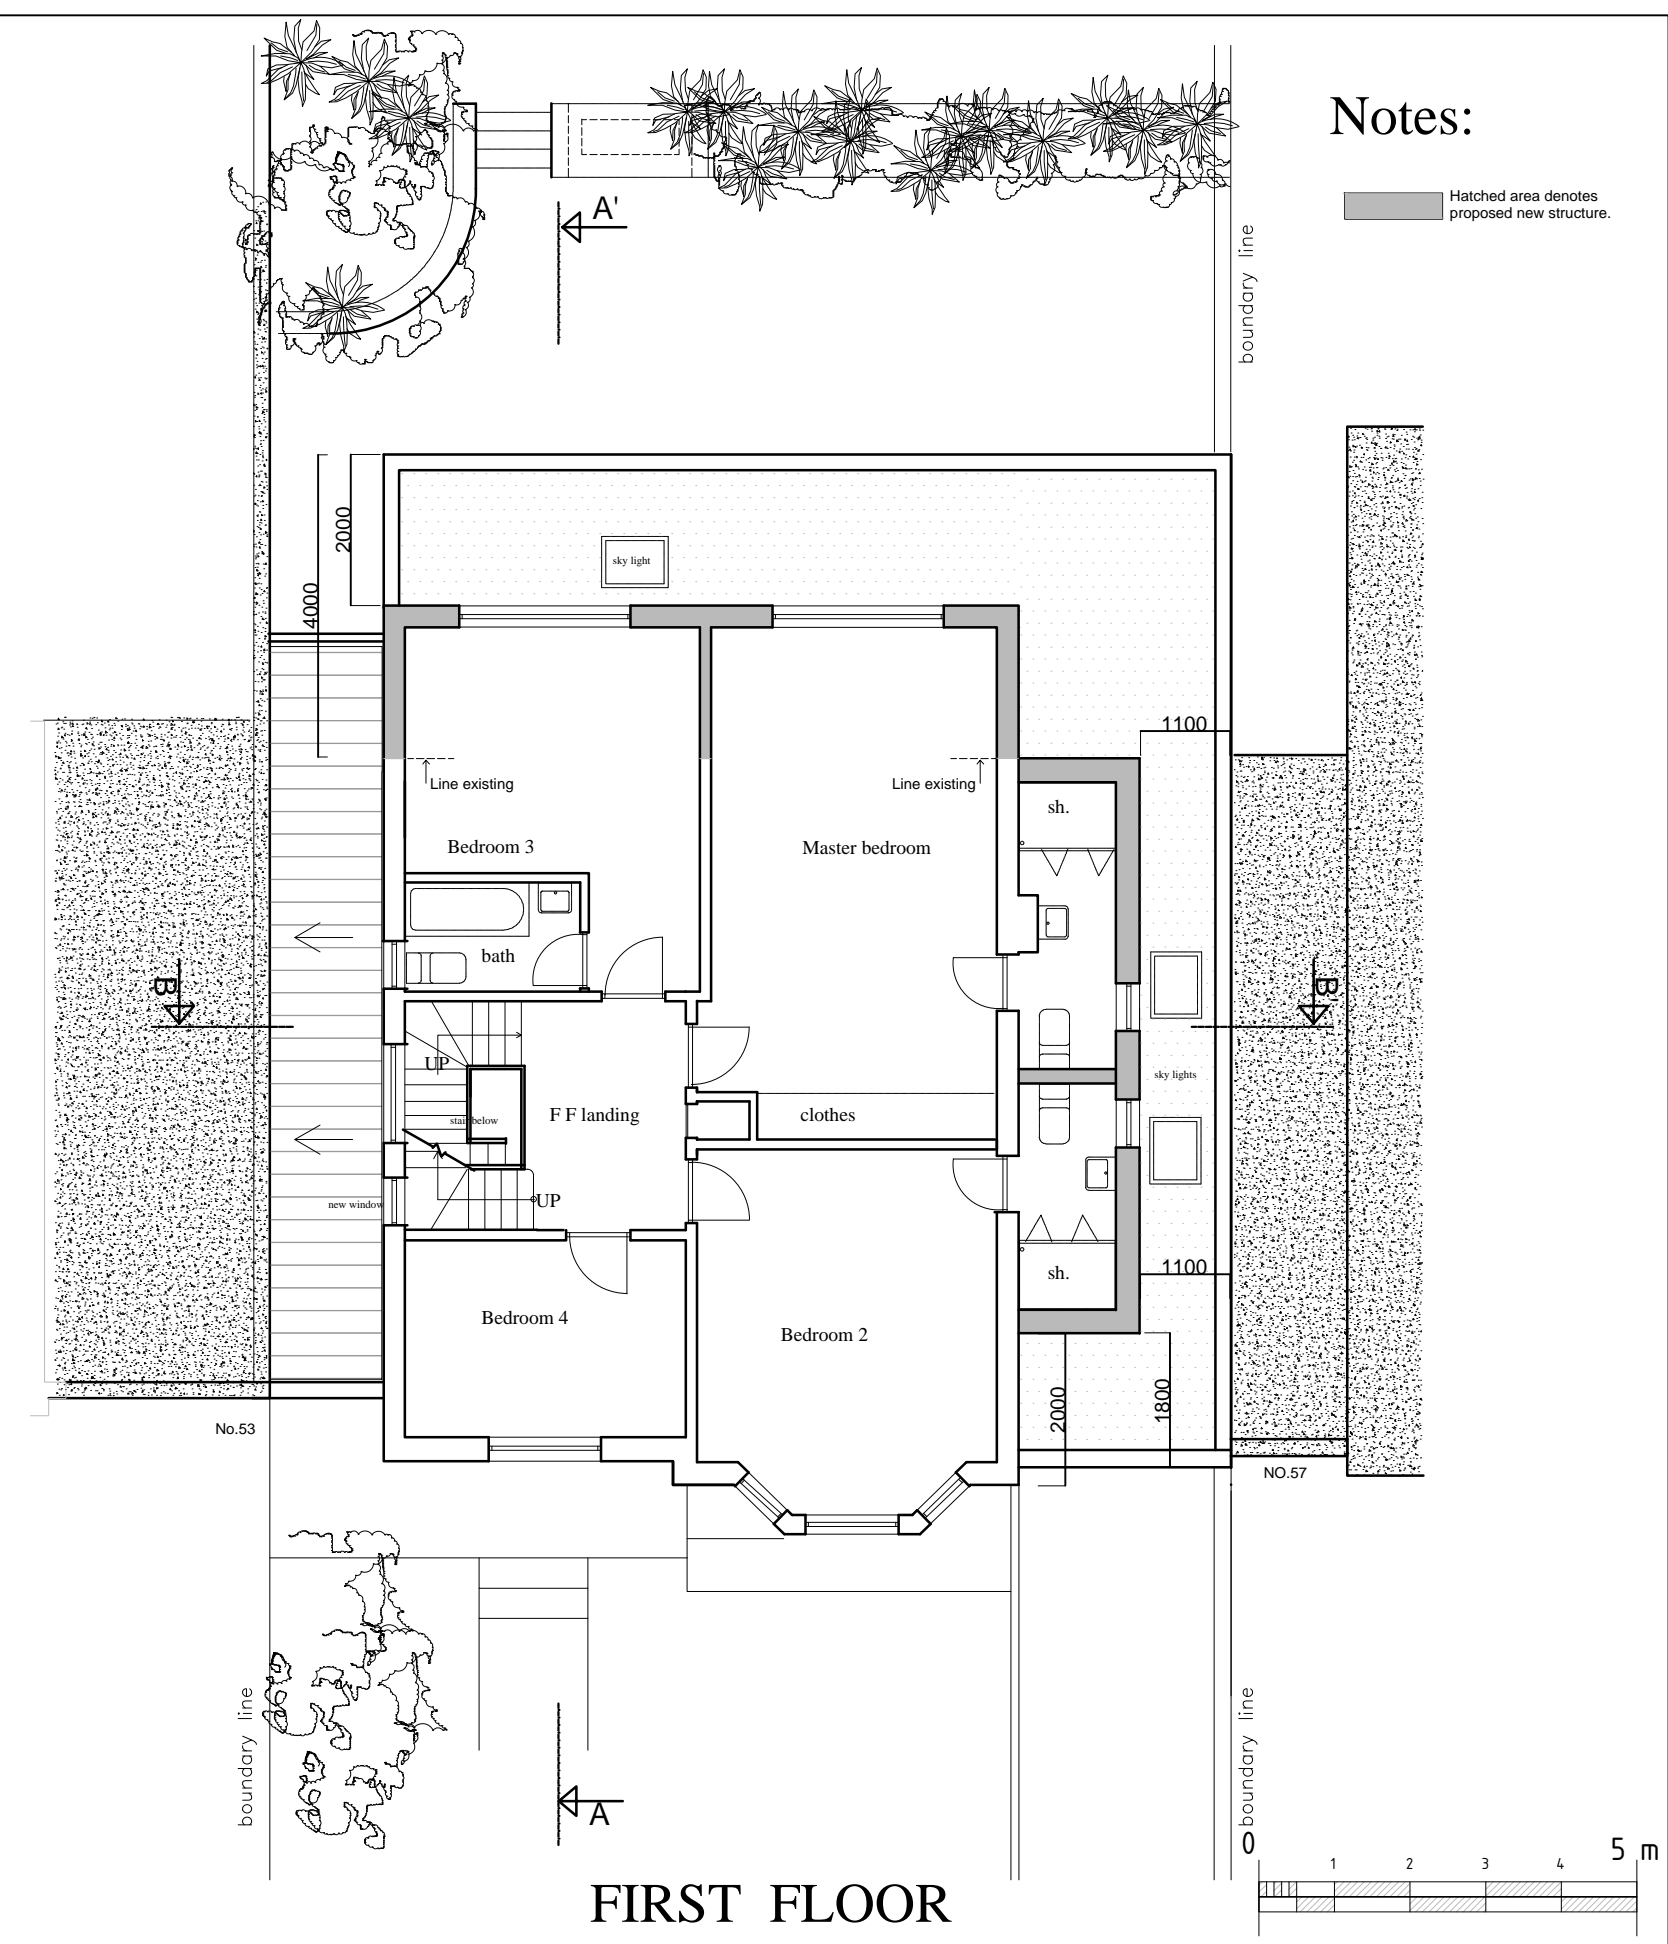 Notes:
Hatched area denotes
proposed new structure.
A'
boundary line
2000
4000
sky light
1100
Line existing
Line existing
sh.
Bedroom 3
Master bedroom
bath
B
B'
UP
sky lights
stair below
F F landing
clothes
new window
UP
1100
sh.
Bedroom 4
Bedroom 2
2000
1800
No.53
NO.57
boundary line
boundary line
A
0
5 m
1
2
3
4
FIRST FLOOR